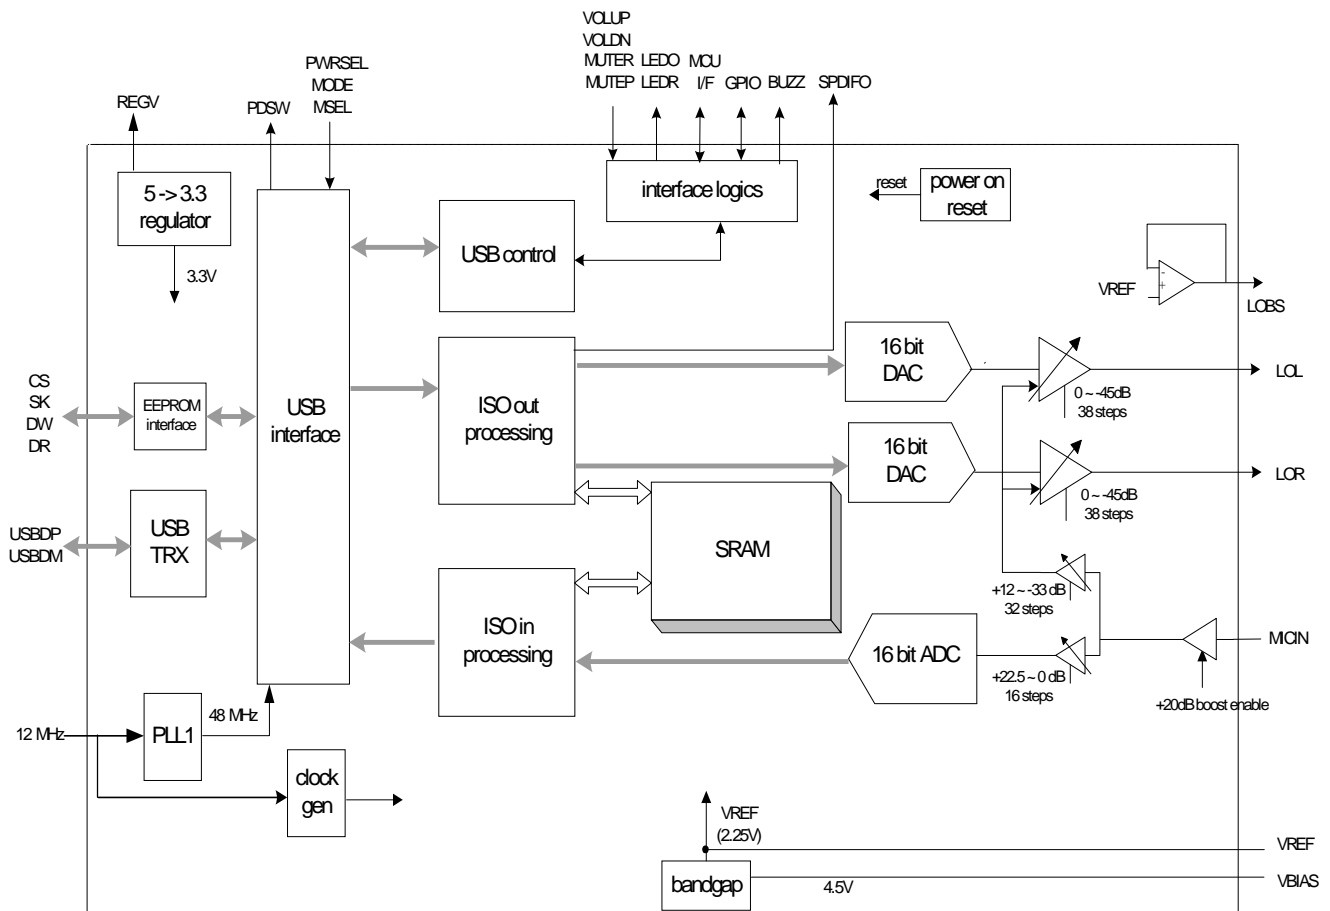 VOLUP
VOLDN
MUTER
MUTEP
LEDO
LEDR
MCU
I/F
GPIO
BUZZ
SPDIFO
PWRSEL
MODE
MSEL
REGV
PDSW
5 -> 3.3
regulator
3.3V
interface logics
reset
power on
reset
USB control
VREF
-
+
LOBS
16 bit
DAC
LOL
0 ~ -45dB
38 steps
CS
SK
DW
DR
EEPROM
interface
USB
interface
ISO out
processing
16 bit
DAC
LOR
0 ~ -45dB
38 steps
USBDP
USBDM
USB
TRX
SRAM
+12 ~ -33 dB
32 steps
ISO in
processing
16 bit ADC
+22.5 ~ 0 dB
16 steps
MICIN
+20dB boost enable
12 MHz
PLL1
48 MHz
clock
gen
VREF
(2.25V)
bandgap
4.5V
VREF
VBIAS